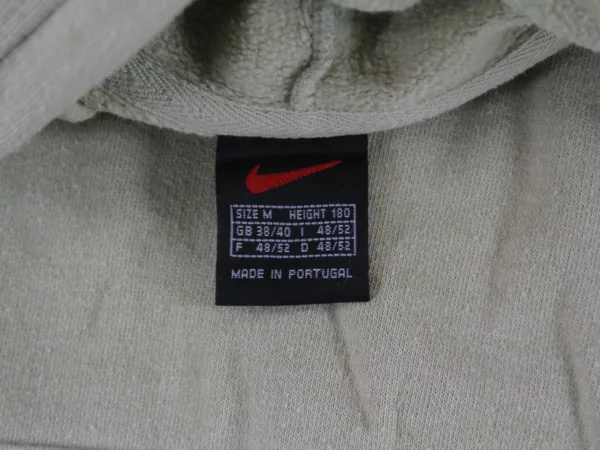 SIZE M HEIGHT 180
GB 38/40 I 48/52
F 48/52 D 48/52
MADE IN PORTUGAL